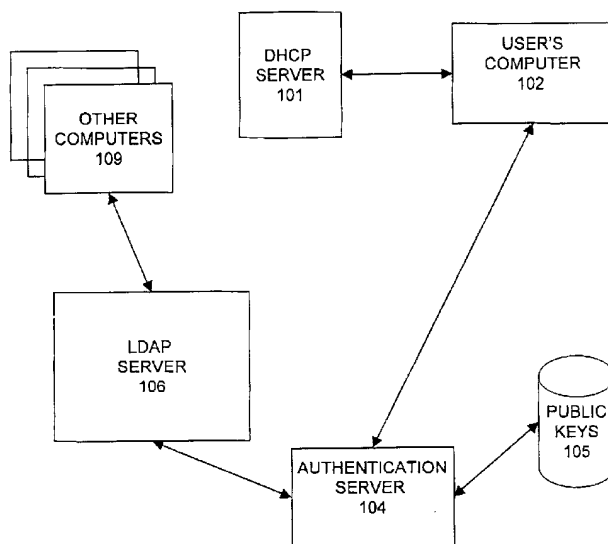 DHCP
SERVER
101
USER'S
COMPUTER
102
OTHER
COMPUTERS
109
LDAP
SERVER
106
PUBLIC
KEYS
105
AUTHENTICATION
SERVER
104